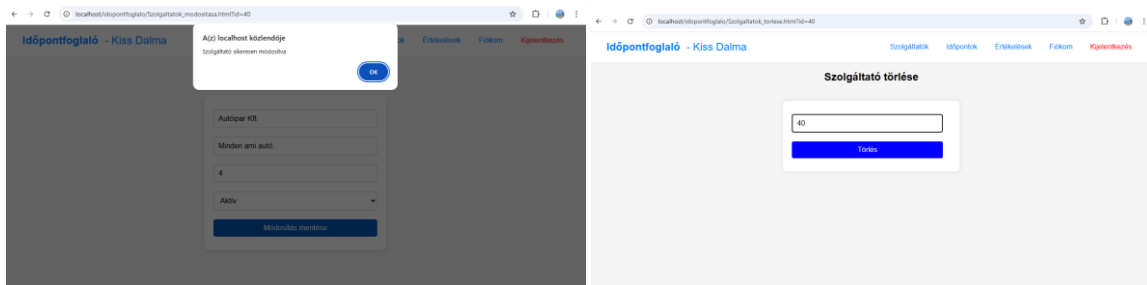 localhost/idopontfoglalo/Szolgaltatok_modositasa.html?id=40
Időpontfoglaló - Kiss Dalma
A(z) localhost közlendője
Szolgáltató sikeresen módosítva
OK
ok
Értékelések
Fiókom
Kijelentkezés
Autóipar Kft.
Minden ami autó
4
Aktív
Módosítás mentése
localhost/idopontfoglalo/Szolgaltatok_torlese.html?id=40
Időpontfoglaló - Kiss Dalma
Szolgáltatók
Időpontok
Értékelések
Fiókom
Kijelentkezés
Szolgáltató törlése
40
Törlés